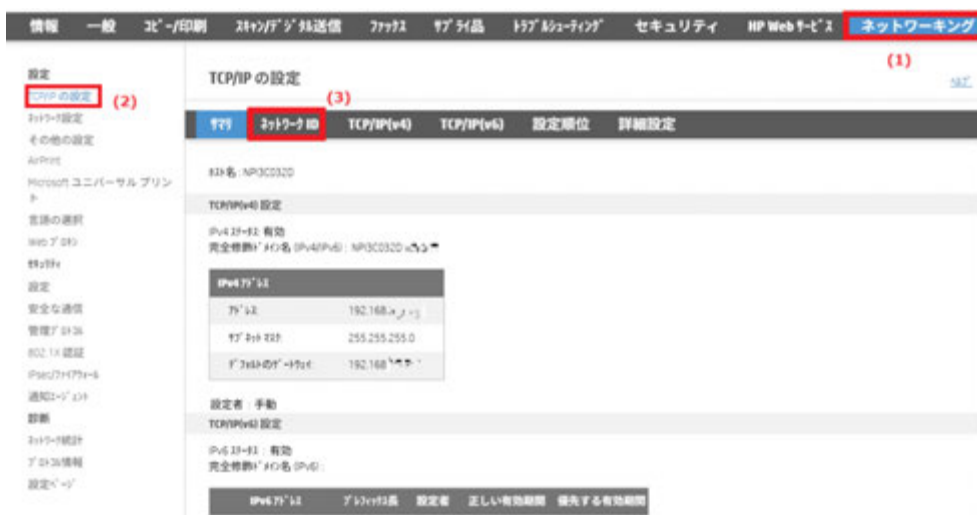 情報 一般 ｺﾋﾟｰ/印刷 ｽｷｬﾝ/ﾃﾞｼﾞﾀﾙ送信 ﾌｧｯｸｽ ｻﾌﾟﾗｲ品 ﾄﾗﾌﾞﾙｼｭｰﾃｨﾝｸﾞ セキュリティ HP Web ｻｰﾋﾞｽ ネットワーキング
(1)
設定
TCP/IP の設定
(2)
ﾈｯﾄﾜｰｸ設定
その他の設定
AirPrint
Microsoft ユニバーサル プリン
ト
言語の選択
Web ﾌﾟﾛｷｼ
ｾｷｭﾘﾃｨ
設定
安全な通信
管理ﾌﾟﾛﾄｺﾙ
802.1X 認証
IPsec/ﾌｧｲｱｳｫｰﾙ
通知ｴｰｼﾞｪﾝﾄ
診断
ﾈｯﾄﾜｰｸ統計
ﾌﾟﾛﾄｺﾙ情報
設定ﾍﾟｰｼﾞ
TCP/IP の設定
ﾍﾙﾌﾟ
(3)
ｻﾏﾘ ﾈｯﾄﾜｰｸ ID TCP/IP(v4) TCP/IP(v6) 設定順位 詳細設定
ﾎｽﾄ名 : NPI3C032D
TCP/IP(v4) 設定
IPv4 ｽﾃｰﾀｽ: 有効
完全修飾ﾄﾞﾒｲﾝ名 (IPv4/IPv6) : NPI3C032D
IPv4 ｱﾄﾞﾚｽ
ｱﾄﾞﾚｽ: 192.168.
ｻﾌﾞﾈｯﾄ ﾏｽｸ: 255.255.255.0
ﾃﾞﾌｫﾙﾄのｹﾞｰﾄｳｪｲ: 192.168
設定者 : 手動
TCP/IP(v6) 設定
IPv6 ｽﾃｰﾀｽ : 有効
完全修飾ﾄﾞﾒｲﾝ名 (IPv6) :
IPv6 ｱﾄﾞﾚｽ ﾌﾟﾚﾌｨｯｸｽ長 設定者 正しい有効期間 優先する有効期間